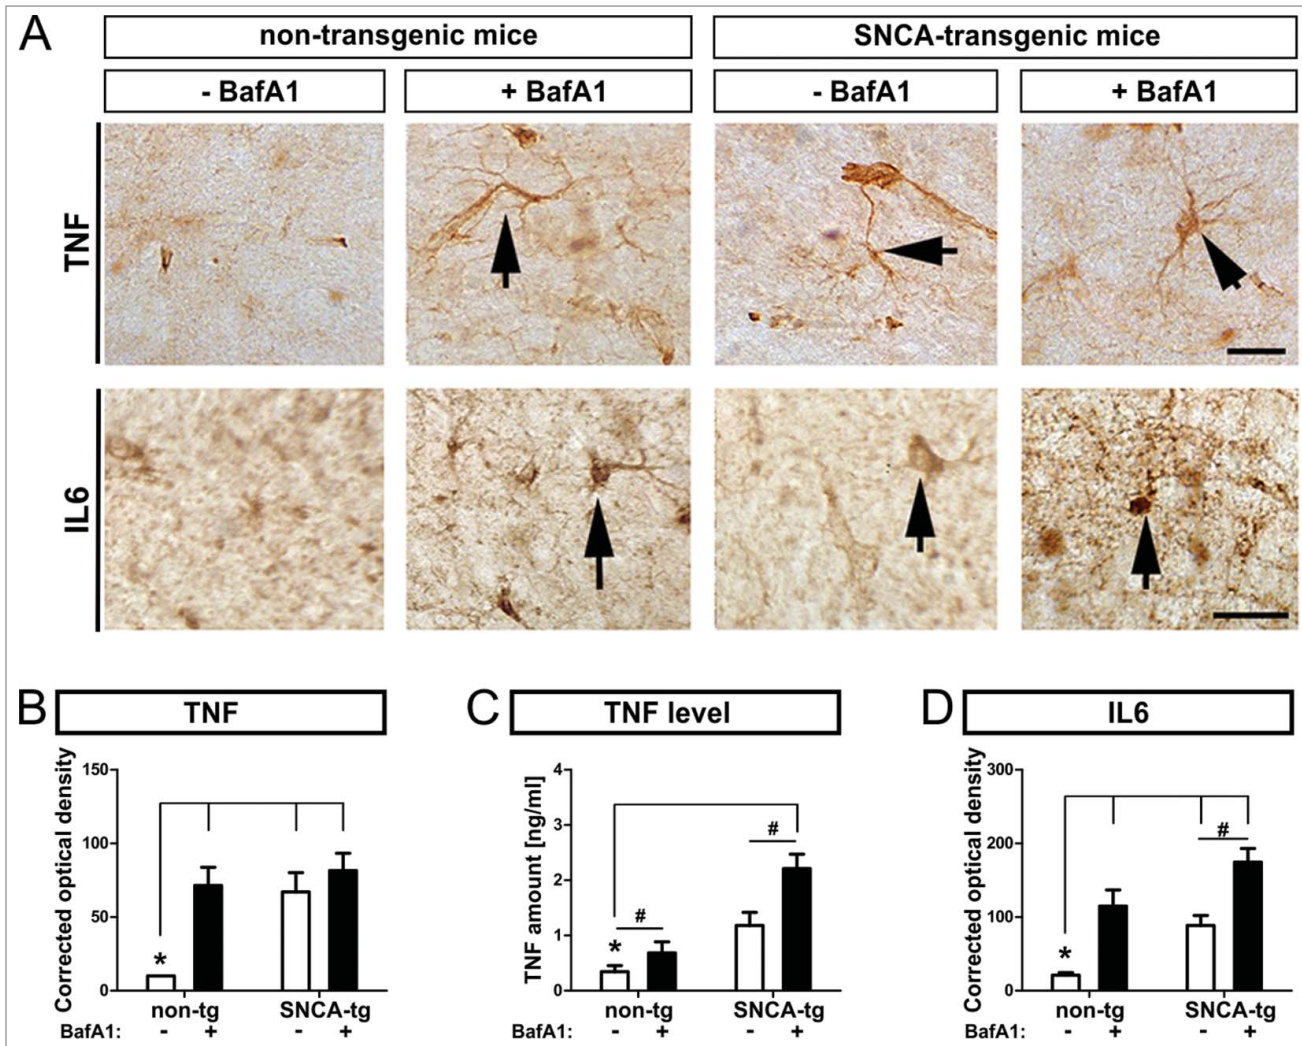 A
non-transgenic mice
SNCA-transgenic mice
- BafA1
+ BafA1
- BafA1
+ BafA1
TNF
IL6
B
TNF
Corrected optical density
150
100
50
0
*
non-tg
SNCA-tg
BafA1: - + - +
C
TNF level
TNF amount [ng/ml]
4
3
2
1
0
*
#
#
non-tg
SNCA-tg
BafA1: - + - +
D
IL6
Corrected optical density
300
200
100
0
*
#
non-tg
SNCA-tg
BafA1: - + - +